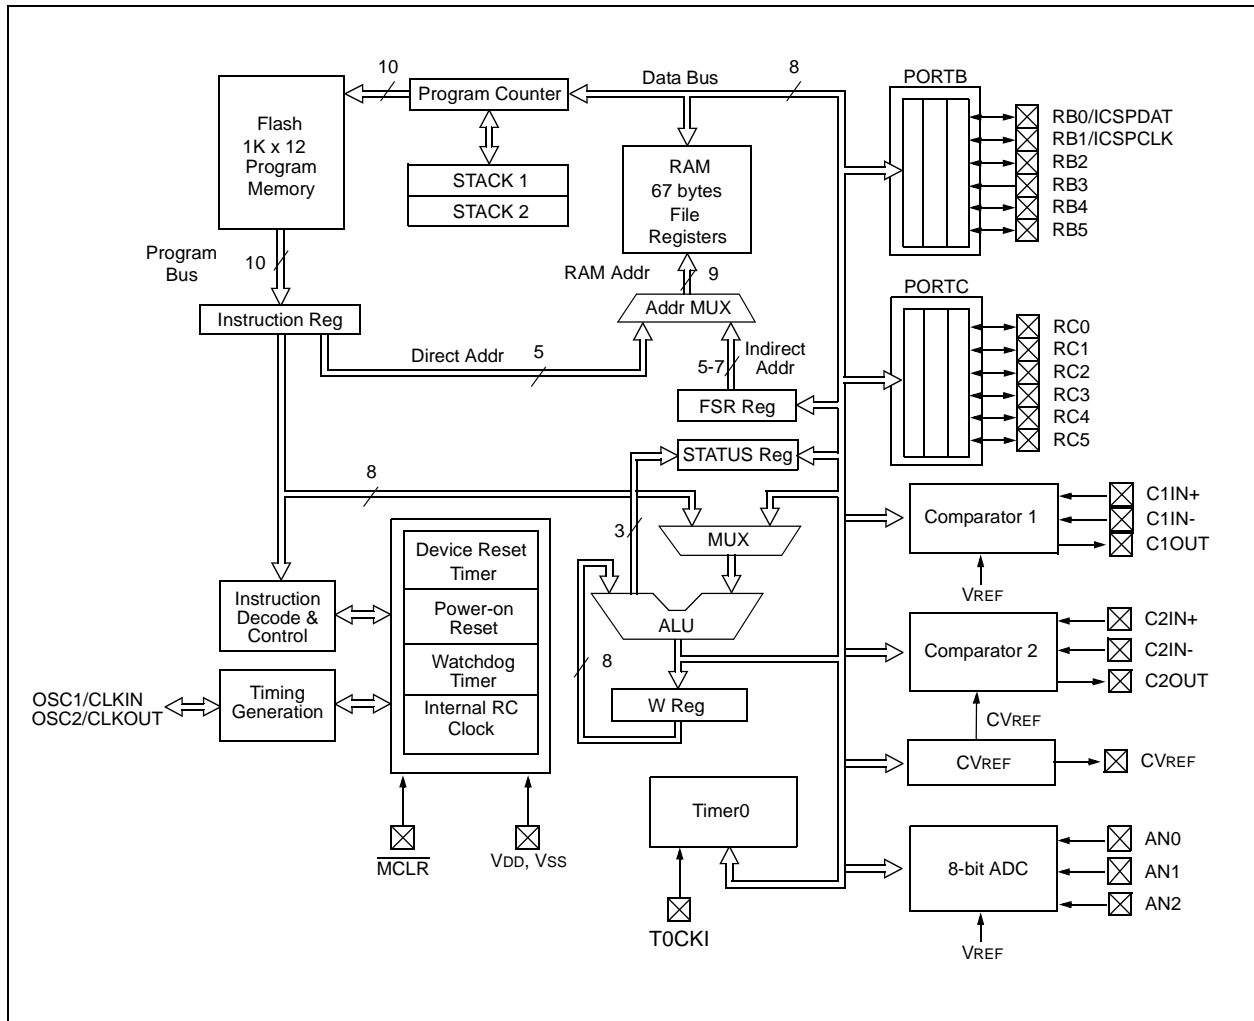 10
Data Bus
8
PORTB
Program Counter
Flash
1K x 12
Program
Memory
STACK 1
STACK 2
RAM
67 bytes
File
Registers
RB0/ICSPDAT
RB1/ICSPCLK
RB2
RB3
RB4
RB5
Program
Bus
10
RAM Addr
9
PORTC
Instruction Reg
Addr MUX
Direct Addr
5
5-7
Indirect
Addr
FSR Reg
RC0
RC1
RC2
RC3
RC4
RC5
STATUS Reg
8
3
MUX
Comparator 1
C1IN+
C1IN-
C1OUT
VREF
Device Reset
Timer
Power-on
Reset
Watchdog
Timer
Internal RC
Clock
Instruction
Decode &
Control
ALU
8
W Reg
Comparator 2
C2IN+
C2IN-
C2OUT
CVREF
OSC1/CLKIN
OSC2/CLKOUT
Timing
Generation
CVREF
CVREF
MCLR
VDD, VSS
Timer0
T0CKI
8-bit ADC
AN0
AN1
AN2
VREF